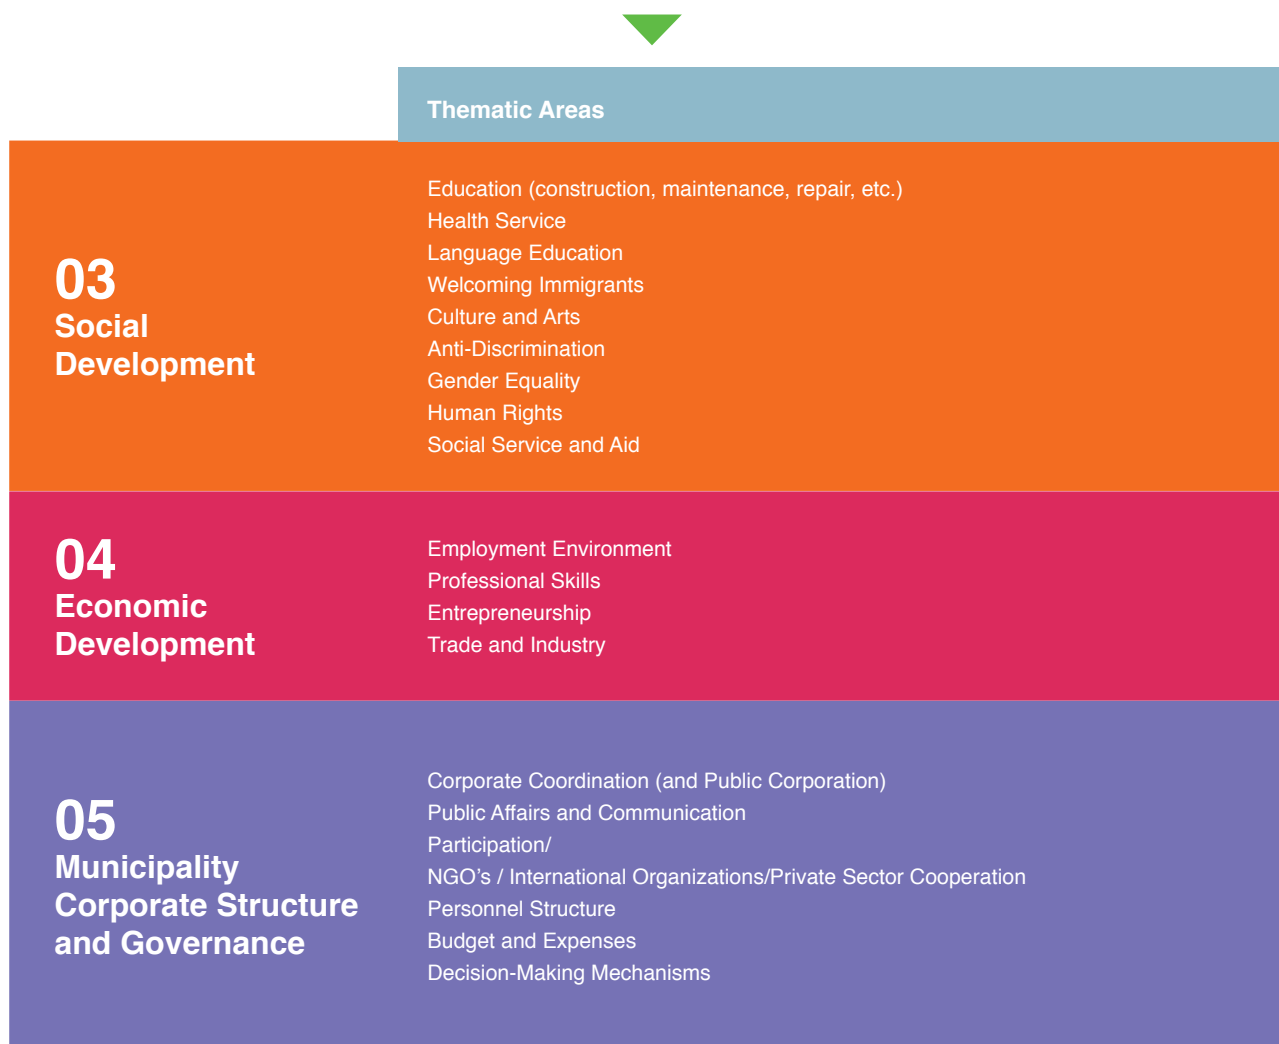 Thematic Areas
03
Social
Development
Education (construction, maintenance, repair, etc.)
Health Service
Language Education
Welcoming Immigrants
Culture and Arts
Anti-Discrimination
Gender Equality
Human Rights
Social Service and Aid
04
Economic
Development
Employment Environment
Professional Skills
Entrepreneurship
Trade and Industry
05
Municipality
Corporate Structure
and Governance
Corporate Coordination (and Public Corporation)
Public Affairs and Communication
Participation/
NGO’s / International Organizations/Private Sector Cooperation
Personnel Structure
Budget and Expenses
Decision-Making Mechanisms